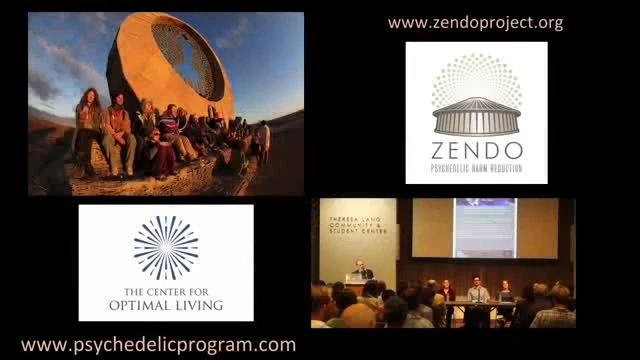 www.zendoproject.org
ZENDO
PSYCHEDELIC HARM REDUCTION
THE CENTER FOR
OPTIMAL LIVING
THERESA LANG
COMMUNITY &
STUDENT CENTER
www.psychedelicprogram.com